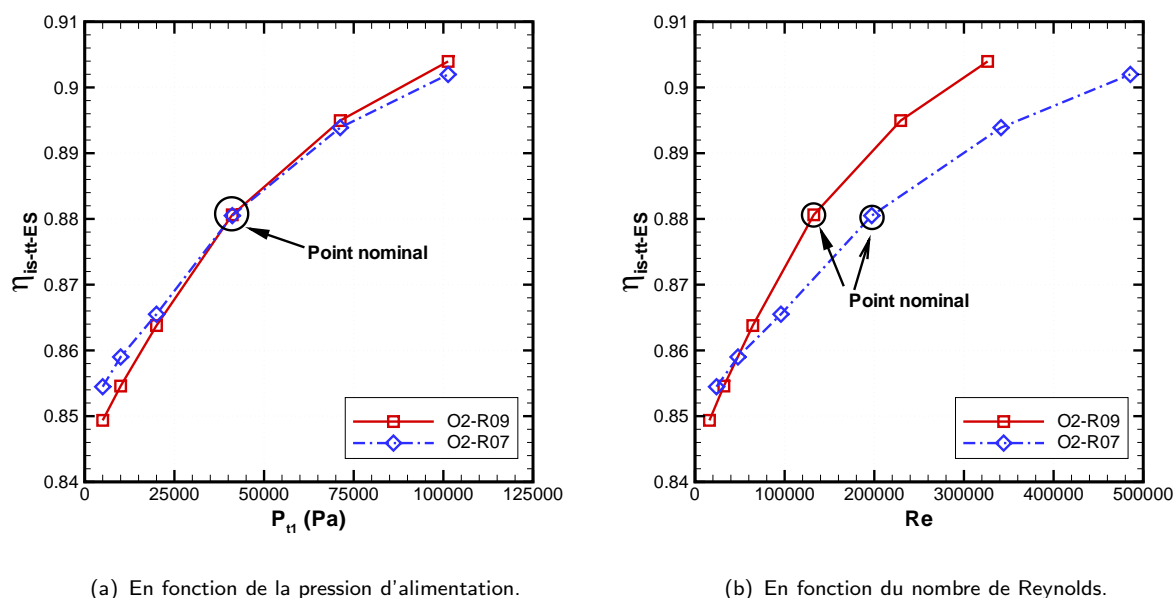 0.91
0.9
0.89
0.88
0.87
0.86
0.85
0.84
0 25000 50000 75000 100000 125000
η is-tt-ES
P t1 (Pa)
Point nominal
O2-R09
O2-R07
(a) En fonction de la pression d'alimentation.
0.91
0.9
0.89
0.88
0.87
0.86
0.85
0.84
0 100000 200000 300000 400000 500000
η is-tt-ES
Re
Point nominal
O2-R09
O2-R07
(b) En fonction du nombre de Reynolds.